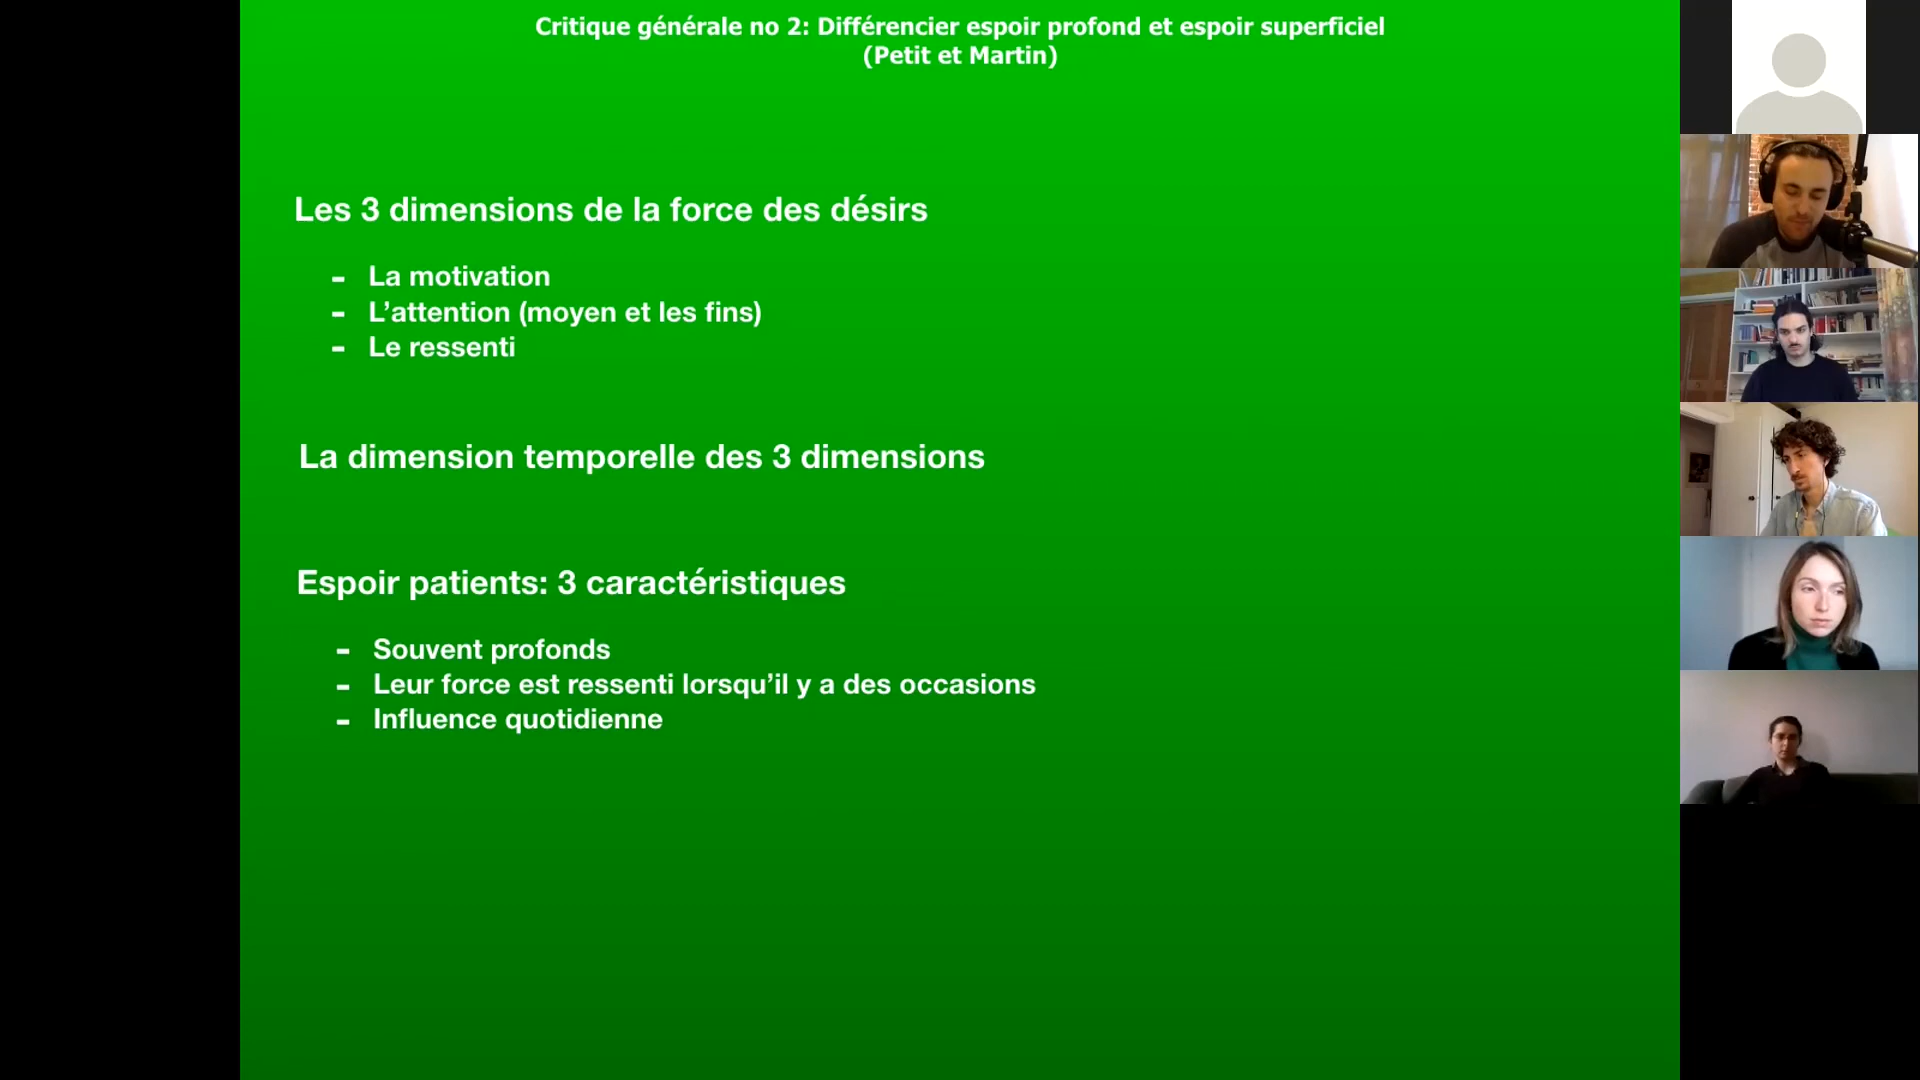 Critique générale no 2: Différencier espoir profond et espoir superficiel
(Petit et Martin)
Les 3 dimensions de la force des désirs
- La motivation
- L’attention (moyen et les fins)
- Le ressenti
La dimension temporelle des 3 dimensions
Espoir patients: 3 caractéristiques
- Souvent profonds
- Leur force est ressenti lorsqu’il y a des occasions
- Influence quotidienne